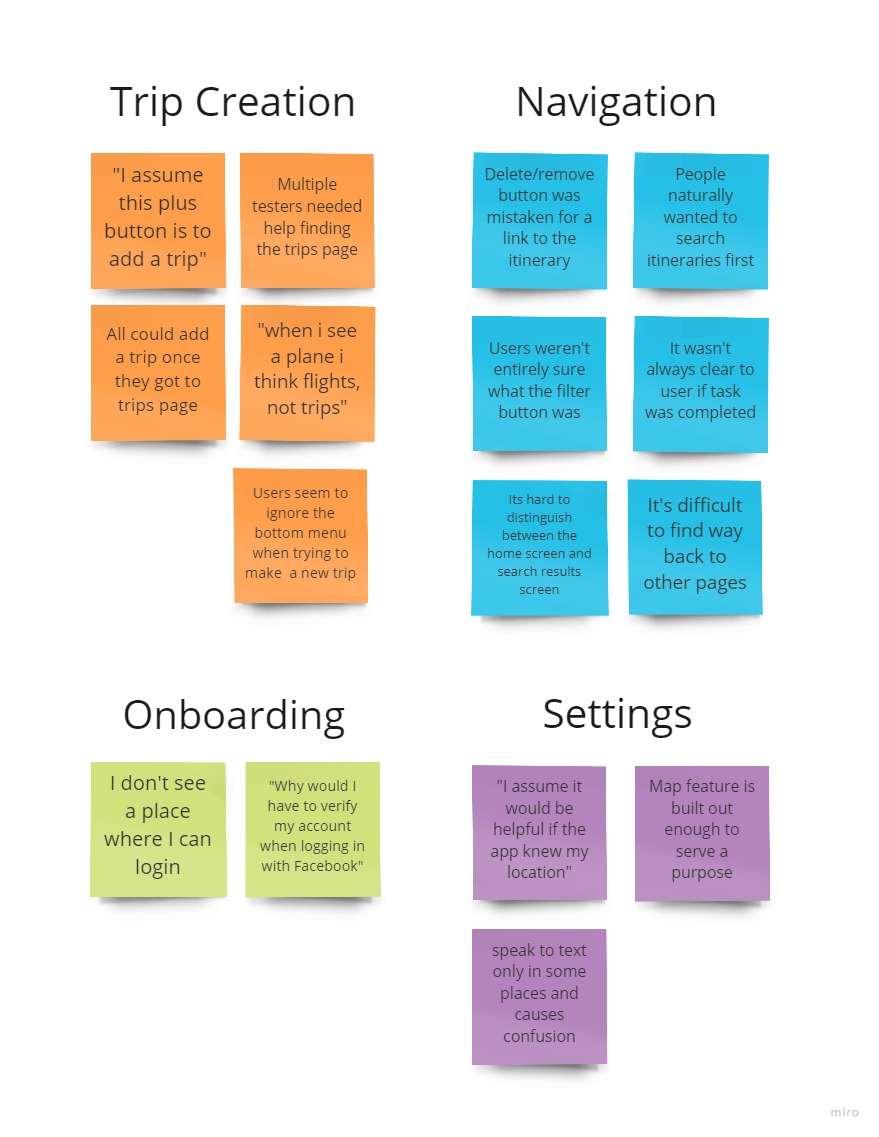 Trip Creation
"I assume
this plus
button is to
add a trip"
Multiple
testers needed
help finding
the trips page
All could add
a trip once
they got to
trips page
"when i see
a plane i
think flights,
not trips"
Users seem to
ignore the
bottom menu
when trying to
make a new trip
Navigation
Delete/remove
button was
mistaken for a
link to the
itinerary
People
naturally
wanted to
search
itineraries first
Users weren't
entirely sure
what the filter
button was
It wasn't
always clear to
user if task
was completed
Its hard to
distinguish
between the
home screen and
search results
screen
It's difficult
to find way
back to
other pages
Onboarding
I don't see
a place
where I can
login
"Why would I
have to verify
my account
when logging in
with Facebook"
Settings
"I assume it
would be
helpful if the
app knew my
location"
Map feature is
built out
enough to
serve a
purpose
speak to text
only in some
places and
causes
confusion
miro